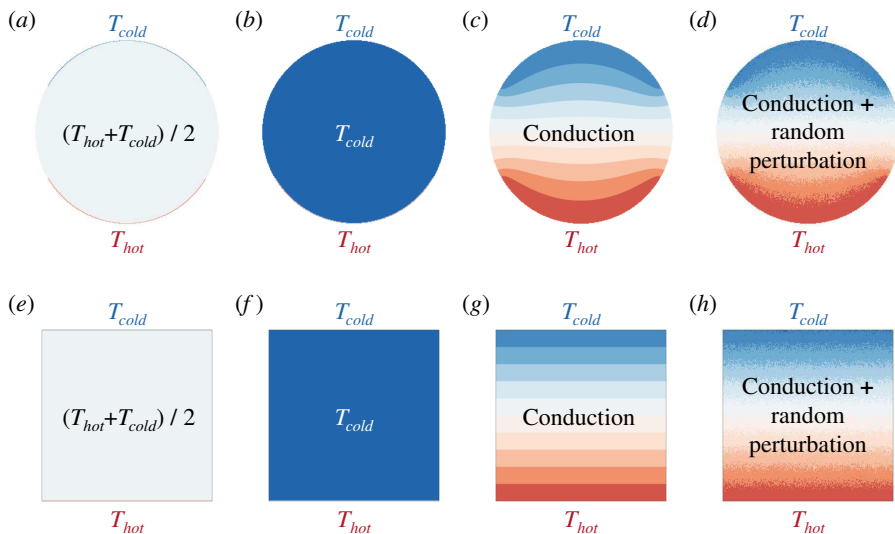 (a)
T_cold
(T_hot+T_cold) / 2
T_hot
(b)
T_cold
T_cold
T_hot
(c)
T_cold
Conduction
T_hot
(d)
T_cold
Conduction +
random
perturbation
T_hot
(e)
T_cold
(T_hot+T_cold) / 2
T_hot
(f)
T_cold
T_cold
T_hot
(g)
T_cold
Conduction
T_hot
(h)
T_cold
Conduction +
random
perturbation
T_hot